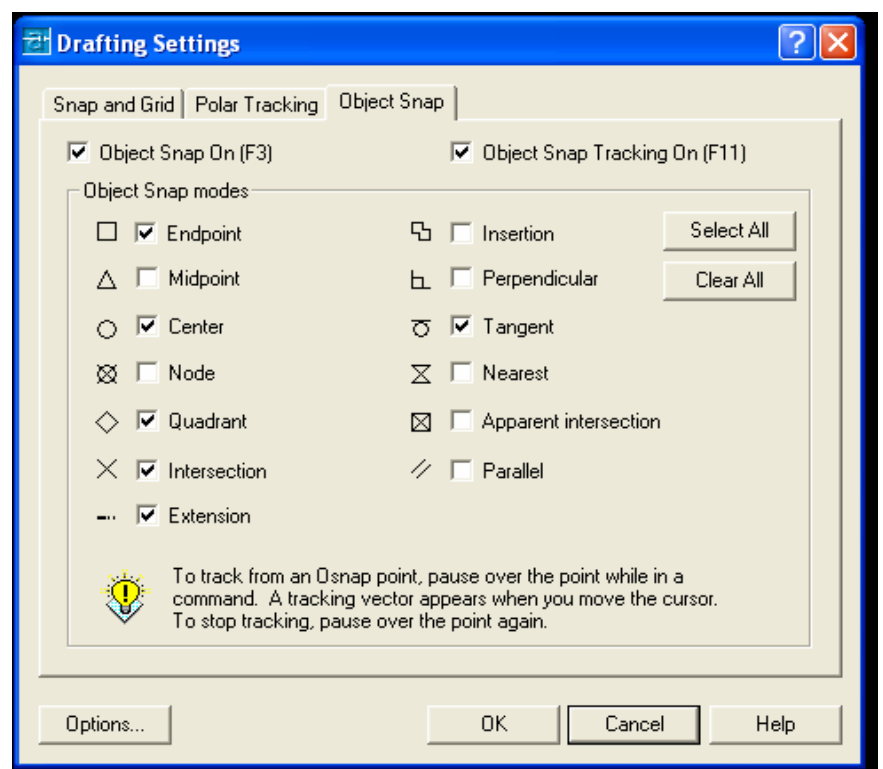 Drafting Settings
Snap and Grid Polar Tracking Object Snap
Object Snap On (F3) Object Snap Tracking On (F11)
Object Snap modes
Endpoint Insertion Select All
Midpoint Perpendicular Clear All
Center Tangent
Node Nearest
Quadrant Apparent intersection
Intersection Parallel
Extension
To track from an Osnap point, pause over the point while in a
command. A tracking vector appears when you move the cursor.
To stop tracking, pause over the point again.
Options... OK Cancel Help